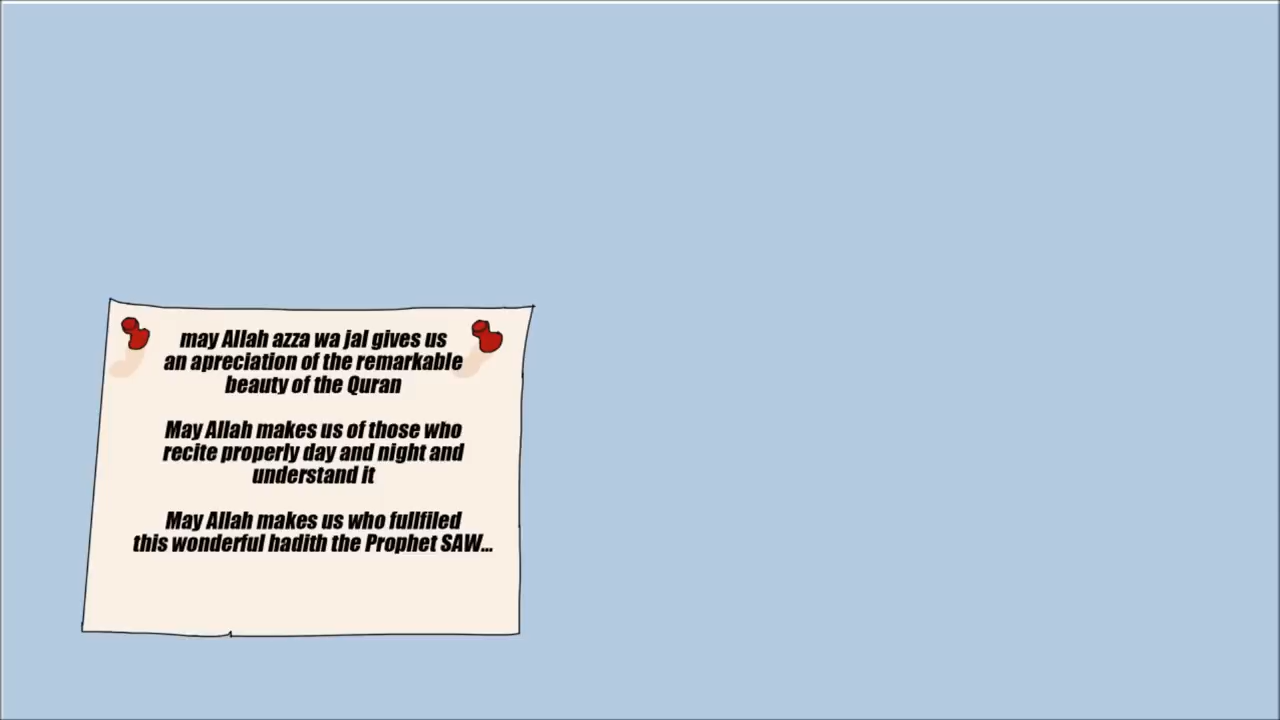 may Allah azza wa jal gives us
an apreciation of the remarkable
beauty of the Quran
May Allah makes us of those who
recite properly day and night and
understand it
May Allah makes us who fullfiled
this wonderful hadith the Prophet SAW...